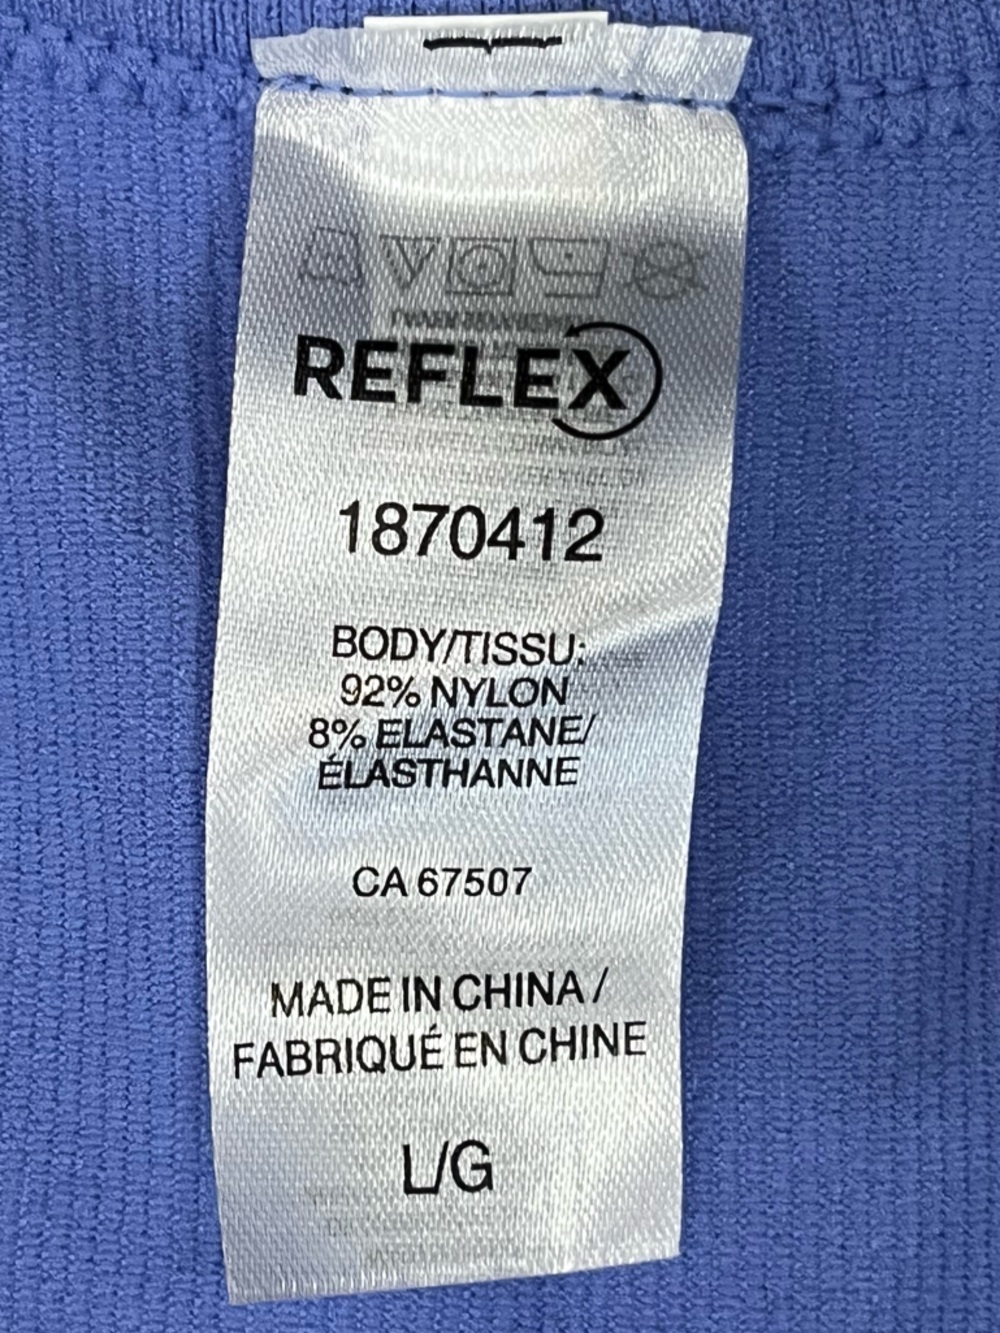 REFLEX
1870412
BODY/TISSU:
92% NYLON
8% ELASTANE/
ÉLASTHANNE
CA 67507
MADE IN CHINA /
FABRIQUÉ EN CHINE
L/G